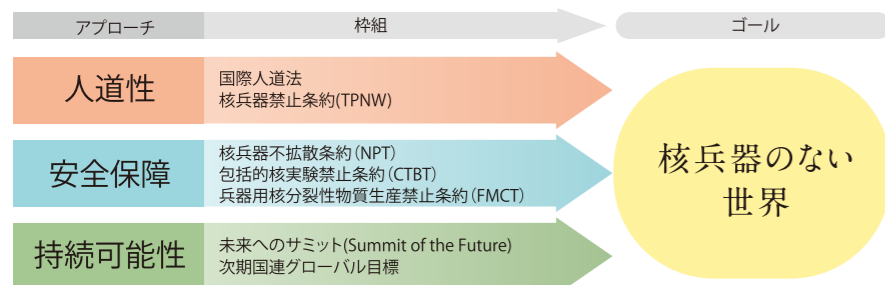 アプローチ
枠組
ゴール
人道性
国際人道法
核兵器禁止条約(TPNW)
安全保障
核兵器不拡散条約（NPT）
包括的核実験禁止条約（CTBT）
兵器用核分裂性物質生産禁止条約（FMCT）
持続可能性
未来へのサミット(Summit of the Future)
次期国連グローバル目標
核兵器のない
世界